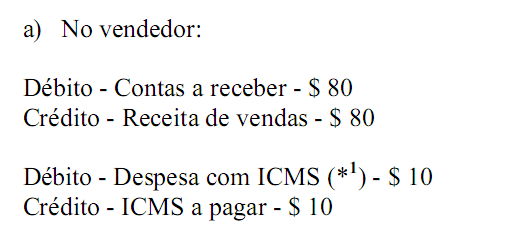 a) No vendedor:
Débito - Contas a receber - $ 80
Crédito - Receita de vendas - $ 80
Débito - Despesa com ICMS (*¹) - $ 10
Crédito - ICMS a pagar - $ 10